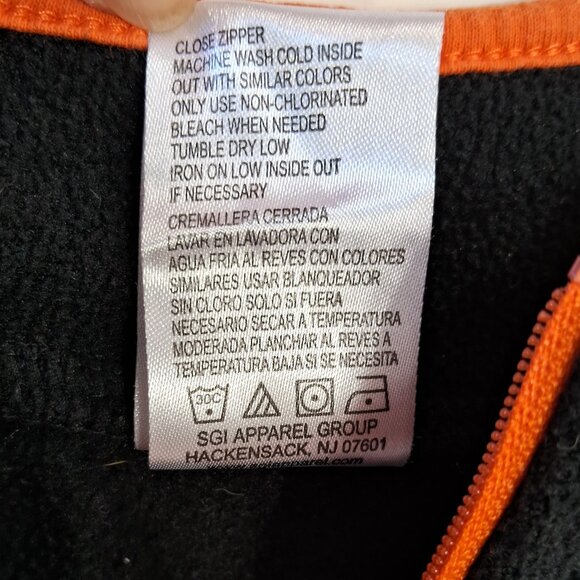 CLOSE ZIPPER
MACHINE WASH COLD INSIDE
OUT WITH SIMILAR COLORS
ONLY USE NON-CHLORINATED
BLEACH WHEN NEEDED
TUMBLE DRY LOW
IRON ON LOW INSIDE OUT
IF NECESSARY
CREMALLERA CERRADA
LAVAR EN LAVADORA CON
AGUA FRIA AL REVES CON COLORES
SIMILARES USAR BLANQUEADOR
SIN CLORO SOLO SI FUERA
NECESARIO SECAR A TEMPERATURA
MODERADA PLANCHAR AL REVES A
TEMPERATURA BAJA SI SE NECESITA
30C
SGI APPAREL GROUP
HACKENSACK, NJ 07601